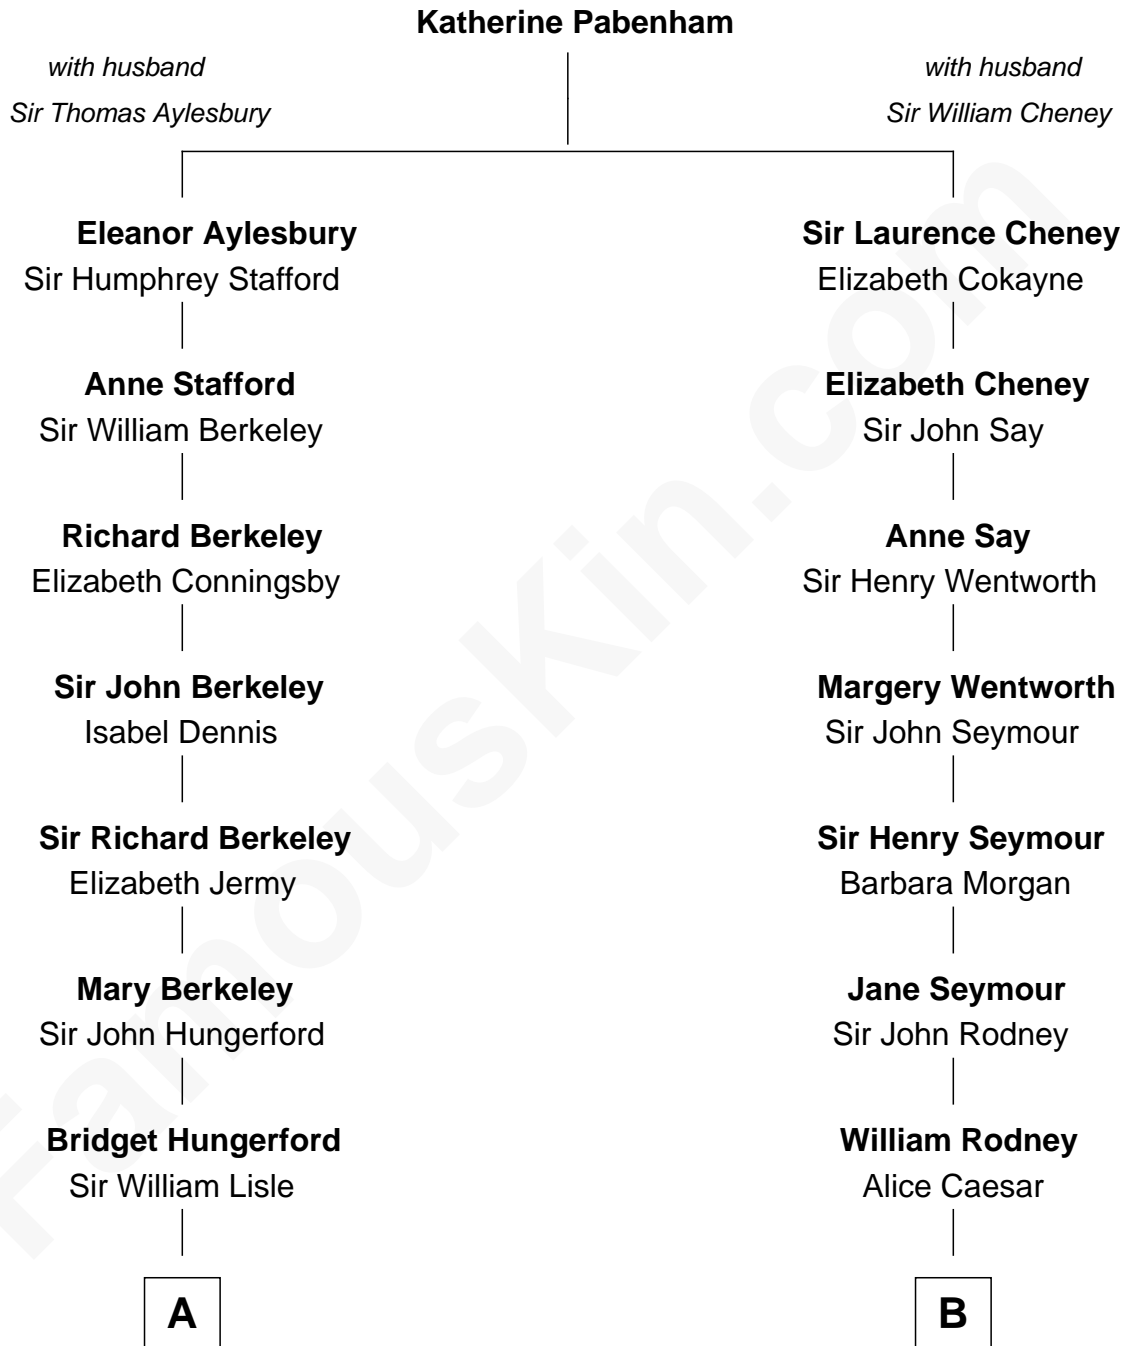 Katherine Pabenham
with husband
Sir Thomas Aylesbury
with husband
Sir William Cheney
Eleanor Aylesbury
Sir Humphrey Stafford
Anne Stafford
Sir William Berkeley
Richard Berkeley
Elizabeth Conningsby
Sir John Berkeley
Isabel Dennis
Sir Richard Berkeley
Elizabeth Jermy
Mary Berkeley
Sir John Hungerford
Bridget Hungerford
Sir William Lisle
A
Sir Laurence Cheney
Elizabeth Cokayne
Elizabeth Cheney
Sir John Say
Anne Say
Sir Henry Wentworth
Margery Wentworth
Sir John Seymour
Sir Henry Seymour
Barbara Morgan
Jane Seymour
Sir John Rodney
William Rodney
Alice Caesar
B
FamousKin.com